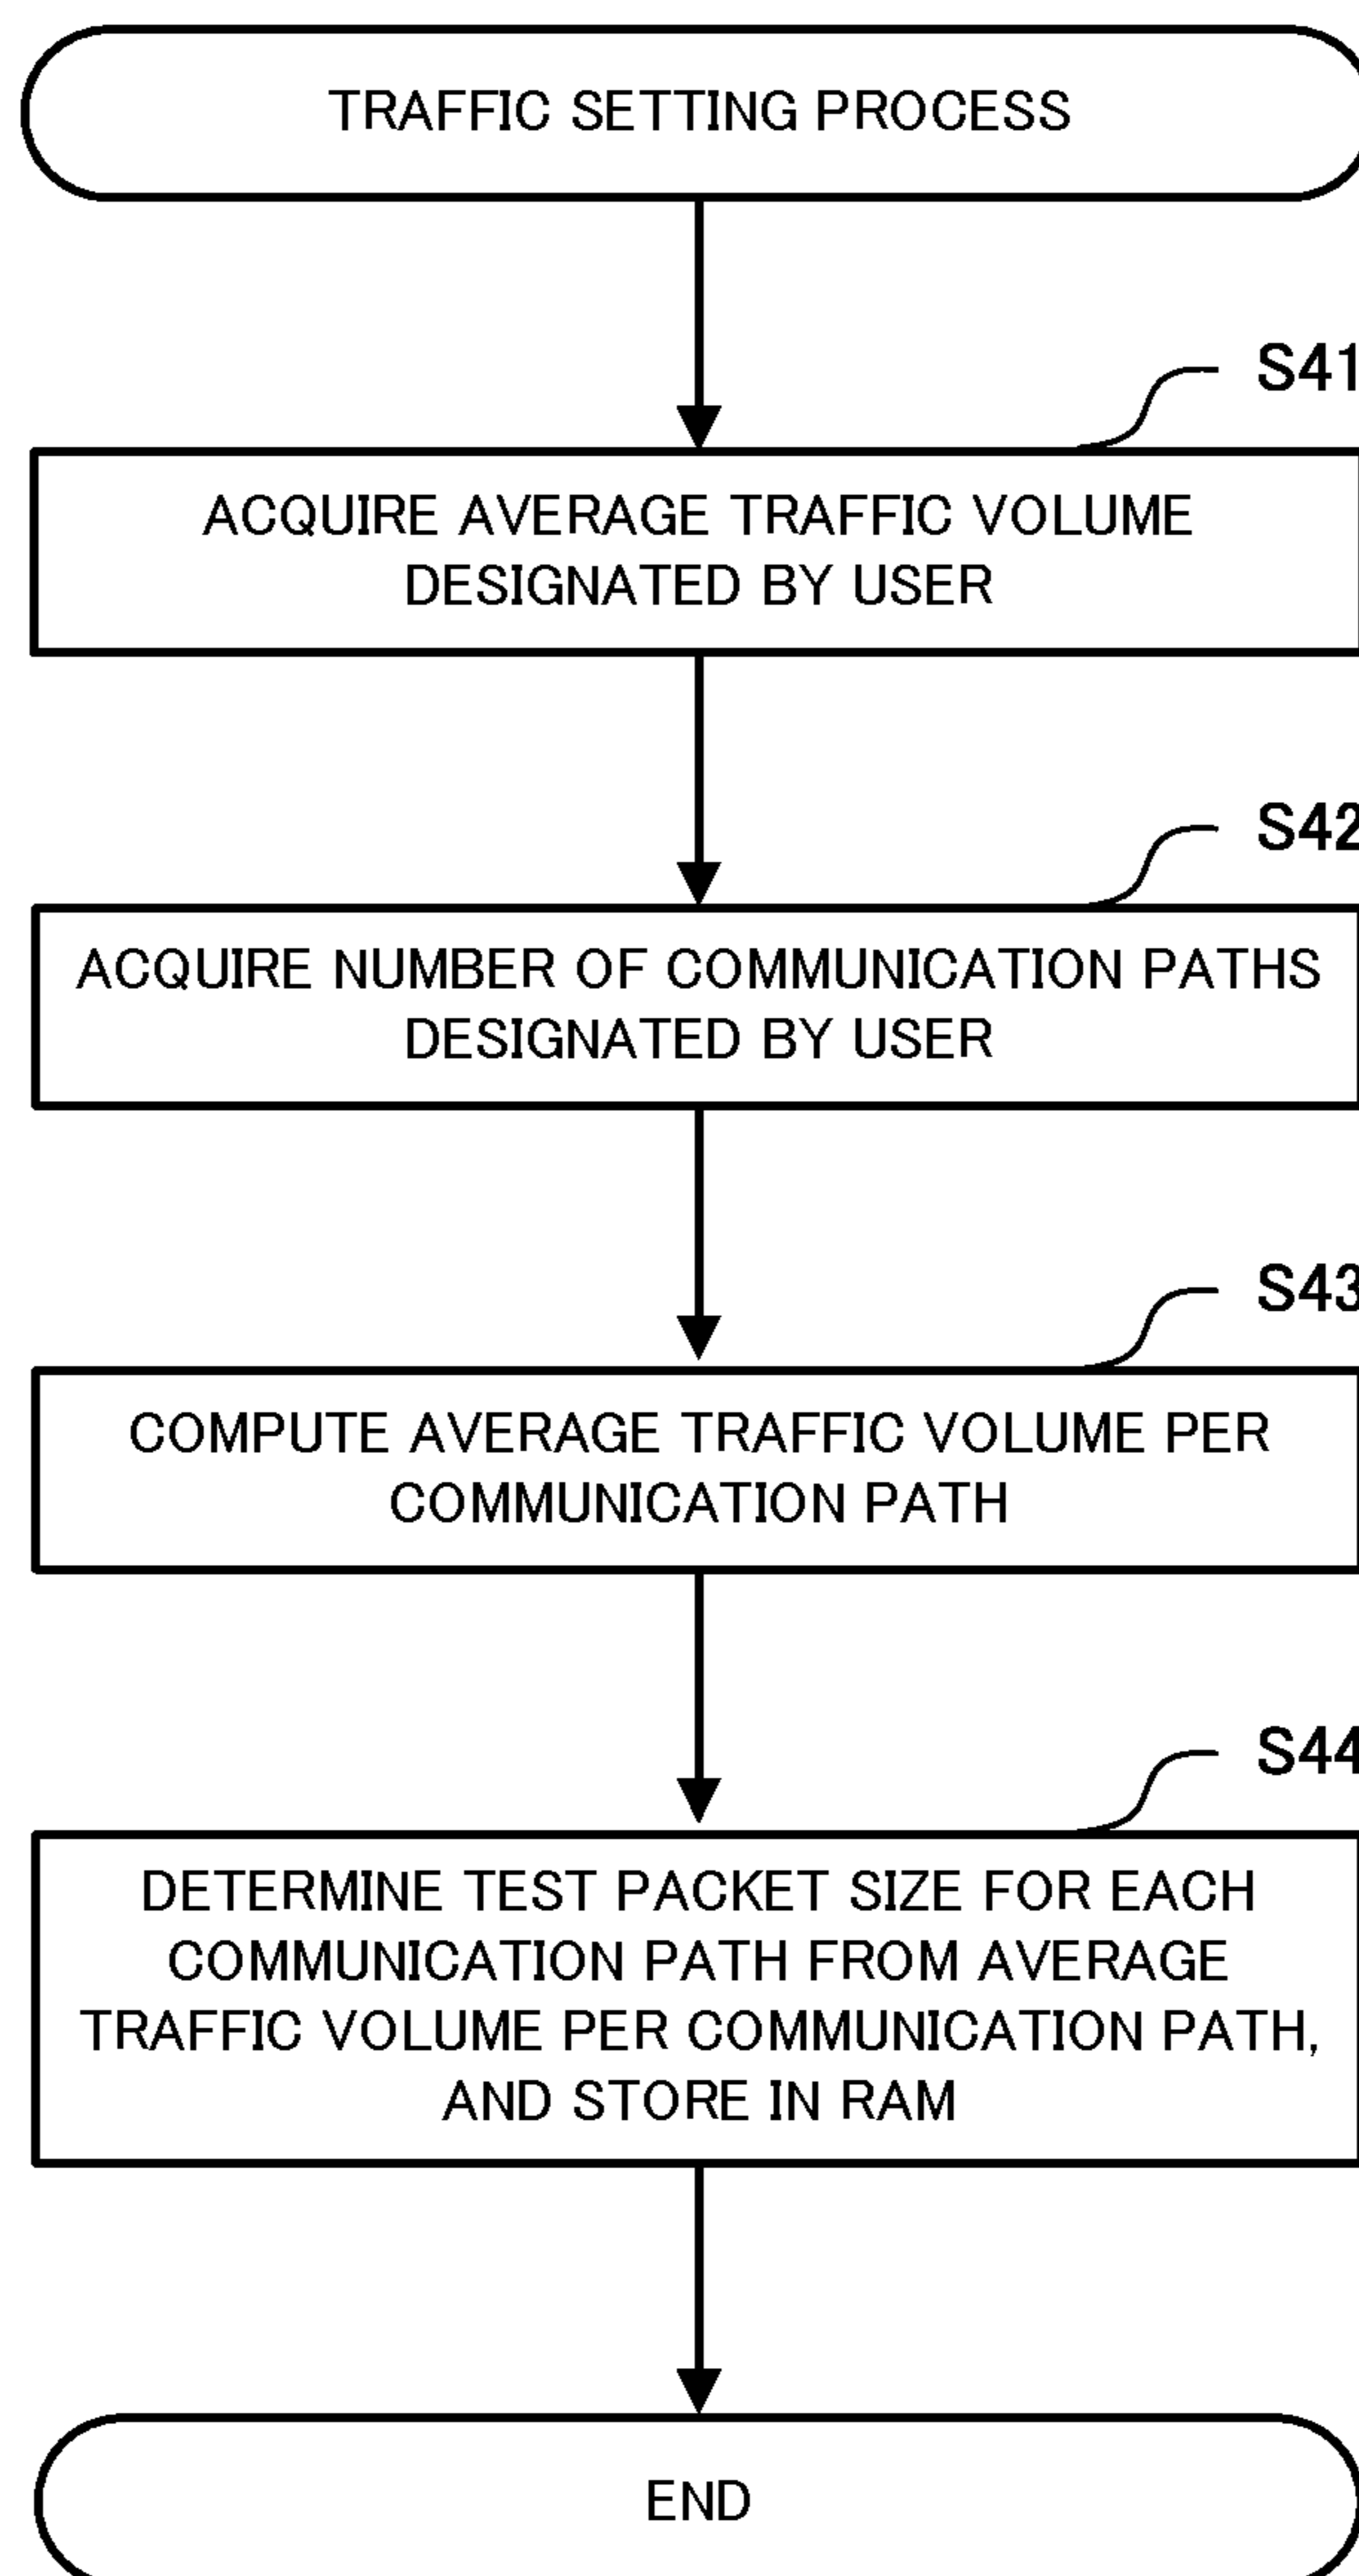 TRAFFIC SETTING PROCESS
S41
ACQUIRE AVERAGE TRAFFIC VOLUME
DESIGNATED BY USER
S42
ACQUIRE NUMBER OF COMMUNICATION PATHS
DESIGNATED BY USER
S43
COMPUTE AVERAGE TRAFFIC VOLUME PER
COMMUNICATION PATH
S44
DETERMINE TEST PACKET SIZE FOR EACH
COMMUNICATION PATH FROM AVERAGE
TRAFFIC VOLUME PER COMMUNICATION PATH,
AND STORE IN RAM
END